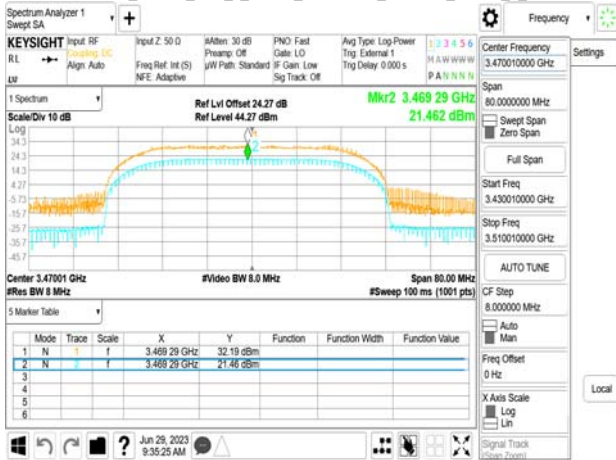 Spectrum Analyzer 1
Swept SA
+
Frequency
KEYSIGHT
RL
Input: RF
Coupling: DC
Align: Auto
Input Z: 50 Ω
Freq Ref: Int (S)
NFE: Adaptive
#Atten: 30 dB
Preamp: Off
µW Path: Standard
PNO: Fast
Gate: LO
IF Gain: Low
Sig Track: Off
Avg Type: Log-Power
Trig: External 1
Trig Delay: 0.000 s
1 2 3 4 5 6
M A W W W W
P A N N N N
1 Spectrum
Scale/Div 10 dB
Log
Ref Lvl Offset 24.27 dB
Ref Level 44.27 dBm
Mkr2 3.469 29 GHz
21.462 dBm
34.3
24.3
14.3
4.27
-5.73
-15.7
-25.7
-35.7
-45.7
2
Center 3.47001 GHz
#Res BW 8 MHz
#Video BW 8.0 MHz
Span 80.00 MHz
#Sweep 100 ms (1001 pts)
5 Marker Table
Mode Trace Scale X Y Function Function Width Function Value
1 N 1 f 3.469 29 GHz 32.19 dBm
2 N 2 f 3.469 29 GHz 21.46 dBm
3
4
5
6
?
Jun 29, 2023
9:35:25 AM
Center Frequency
3.470010000 GHz
Settings
Span
80.0000000 MHz
Swept Span
Zero Span
Full Span
Start Freq
3.430010000 GHz
Stop Freq
3.510010000 GHz
AUTO TUNE
CF Step
8.000000 MHz
Auto
Man
Freq Offset
0 Hz
Local
X Axis Scale
Log
Lin
Signal Track
(Span Zoom)